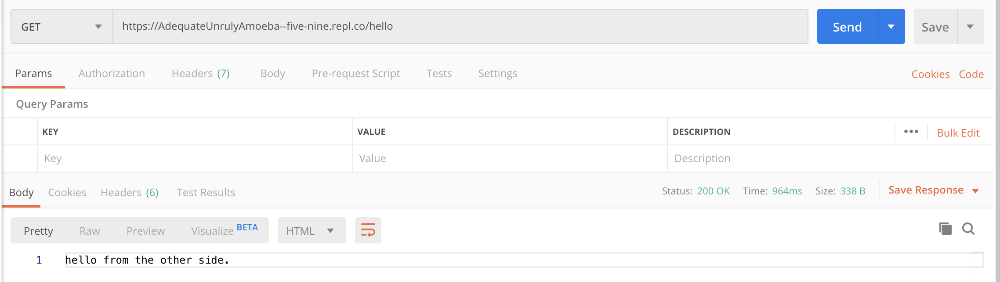 GET https://AdequateUnrulyAmoeba--five-nine.repl.co/hello Send Save
Params Authorization Headers (7) Body Pre-request Script Tests Settings Cookies Code
Query Params
KEY VALUE DESCRIPTION ••• Bulk Edit
Key Value Description
Body Cookies Headers (6) Test Results Status: 200 OK Time: 964ms Size: 338 B Save Response
Pretty Raw Preview Visualize BETA HTML
1 hello from the other side.